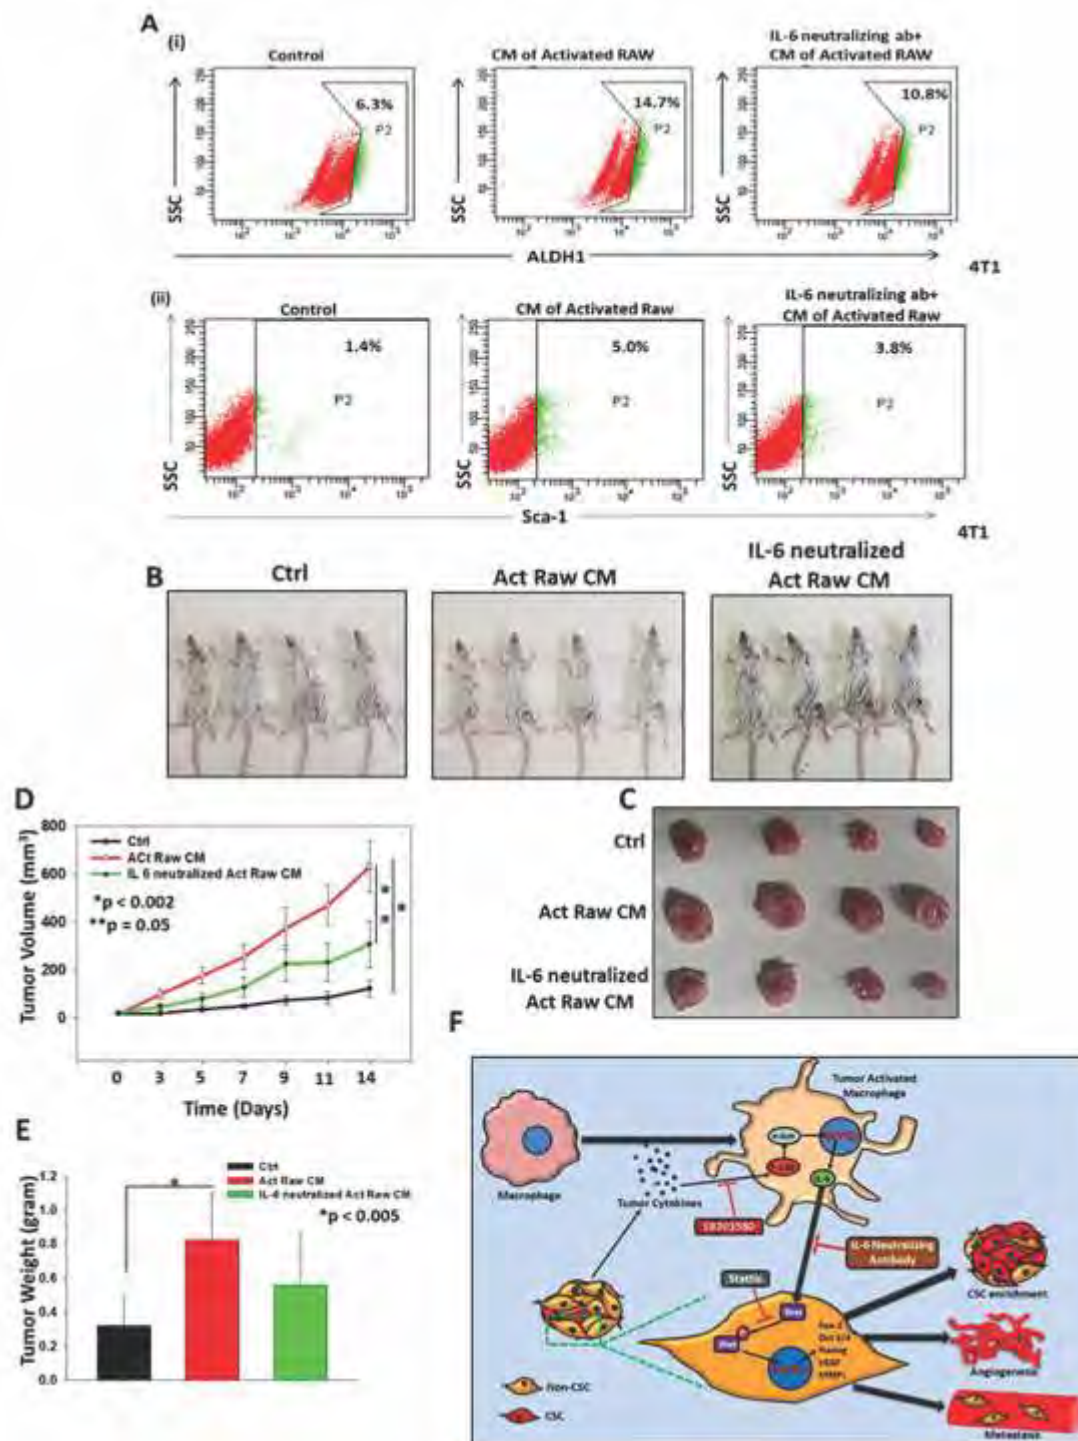 A
(i)
Control
CM of Activated RAW
IL-6 neutralizing ab+
CM of Activated RAW
6.3%
P2
14.7%
P2
10.8%
P2
SSC
SSC
SSC
ALDH1
4T1
(ii)
Control
CM of Activated Raw
IL-6 neutralizing ab+
CM of Activated Raw
1.4%
P2
5.0%
P2
3.8%
P2
SSC
SSC
SSC
Sca-1
4T1
B
Ctrl
Act Raw CM
IL-6 neutralized
Act Raw CM
C
Ctrl
Act Raw CM
IL-6 neutralized
Act Raw CM
D
Tumor Volume (mm³)
800
600
400
200
0
Ctrl
ACt Raw CM
IL 6 neutralized Act Raw CM
*p < 0.002
**p = 0.05
*
*
*
0 3 5 7 9 11 14
Time (Days)
E
Tumor Weight (gram)
1.2
1.0
0.8
0.6
0.4
0.2
0.0
Ctrl
Act Raw CM
IL-6 neutralized Act Raw CM
*
*p < 0.005
F
Tumor Activated
Macrophage
Macrophage
Tumor Cytokines
SB203580
IL-6 Neutralizing
Antibody
Stattic
CSC enrichment
Angiogenesis
Metastasis
Non-CSC
CSC